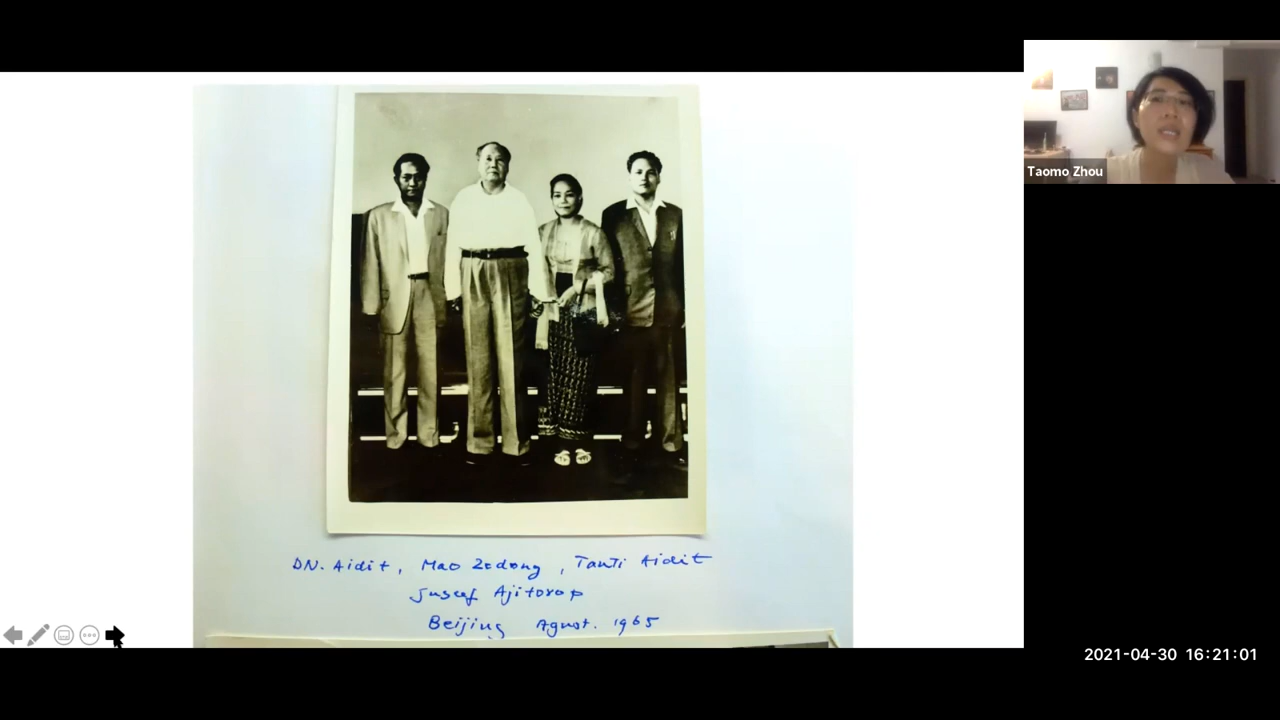 Taomo Zhou
DN. Aidit, Mao Zedong, Tanti Aidit
Jusuf Ajitorop
Beijing Agust. 1965
2021-04-30 16:21:01